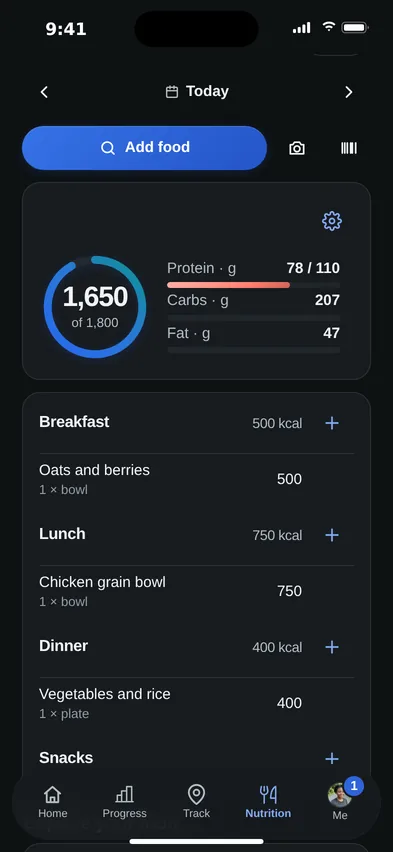 9:41
Today
Add food
1,650
of 1,800
Protein · g 78 / 110
Carbs · g 207
Fat · g 47
Breakfast 500 kcal
Oats and berries 500
1 × bowl
Lunch 750 kcal
Chicken grain bowl 750
1 × bowl
Dinner 400 kcal
Vegetables and rice 400
1 × plate
Snacks
1
Home Progress Track Nutrition Me